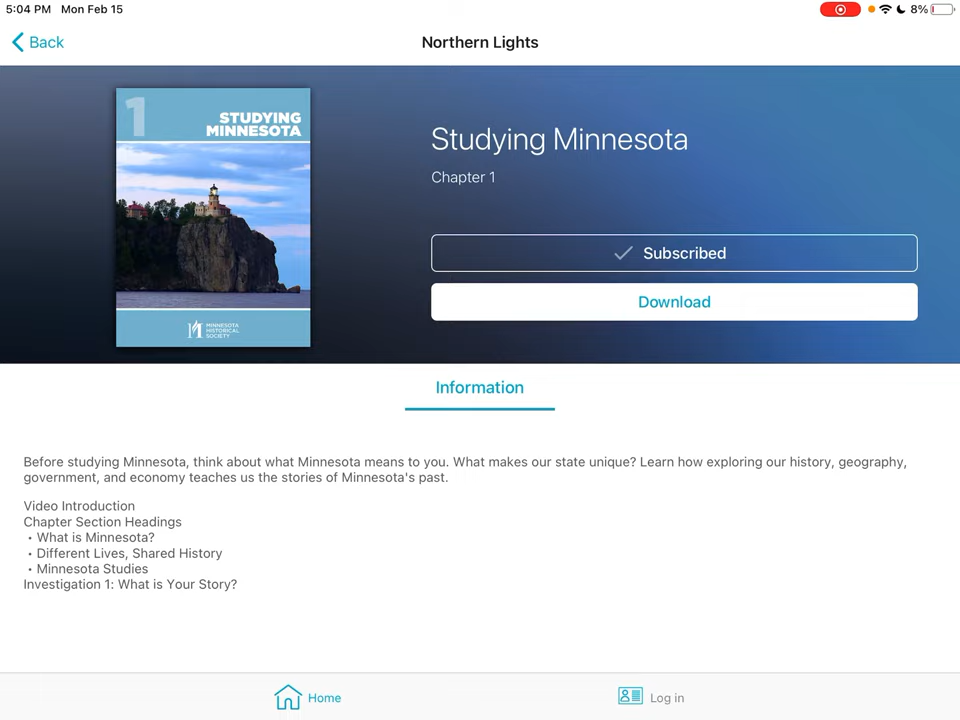 5:04 PM Mon Feb 15
8%
Back
Northern Lights
1
STUDYING
MINNESOTA
MINNESOTA
HISTORICAL
SOCIETY
Studying Minnesota
Chapter 1
Subscribed
Download
Information
Before studying Minnesota, think about what Minnesota means to you. What makes our state unique? Learn how exploring our history, geography,
government, and economy teaches us the stories of Minnesota's past.
Video Introduction
Chapter Section Headings
• What is Minnesota?
• Different Lives, Shared History
• Minnesota Studies
Investigation 1: What is Your Story?
Home
Log in